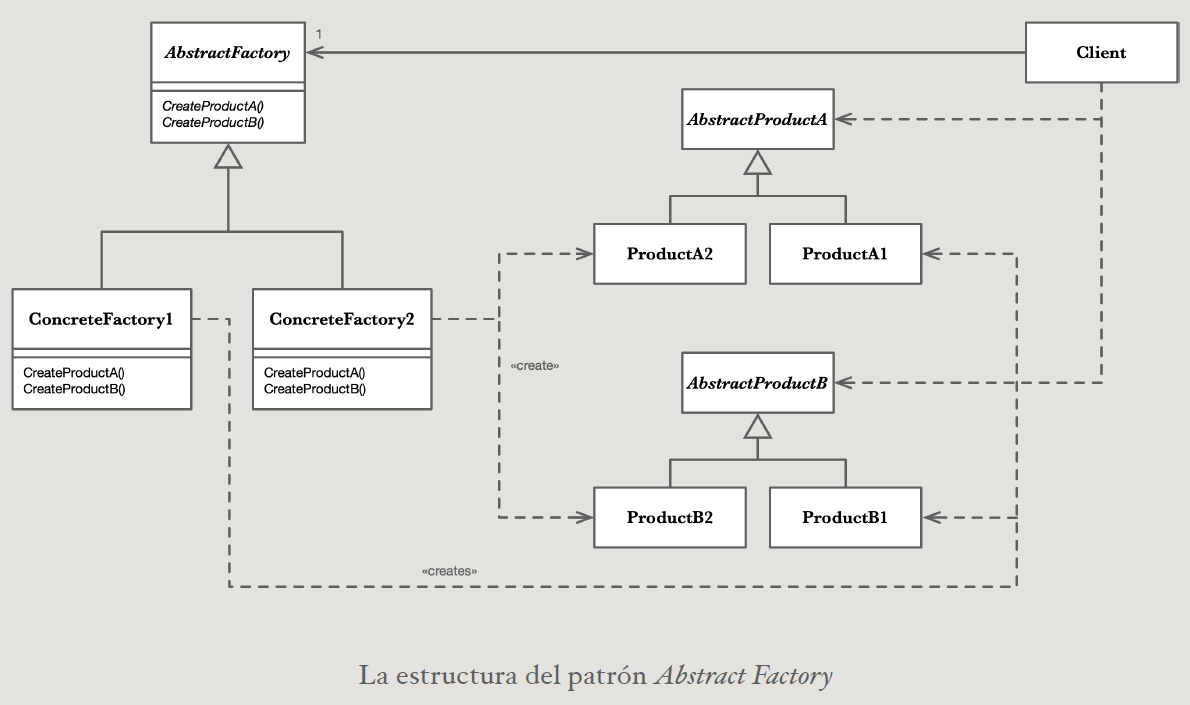 1
AbstractFactory
Client
CreateProductA()
CreateProductB()
AbstractProductA
ProductA2
ProductA1
ConcreteFactory1
ConcreteFactory2
CreateProductA()
CreateProductB()
CreateProductA()
CreateProductB()
«create»
AbstractProductB
ProductB2
ProductB1
«creates»
La estructura del patrón Abstract Factory